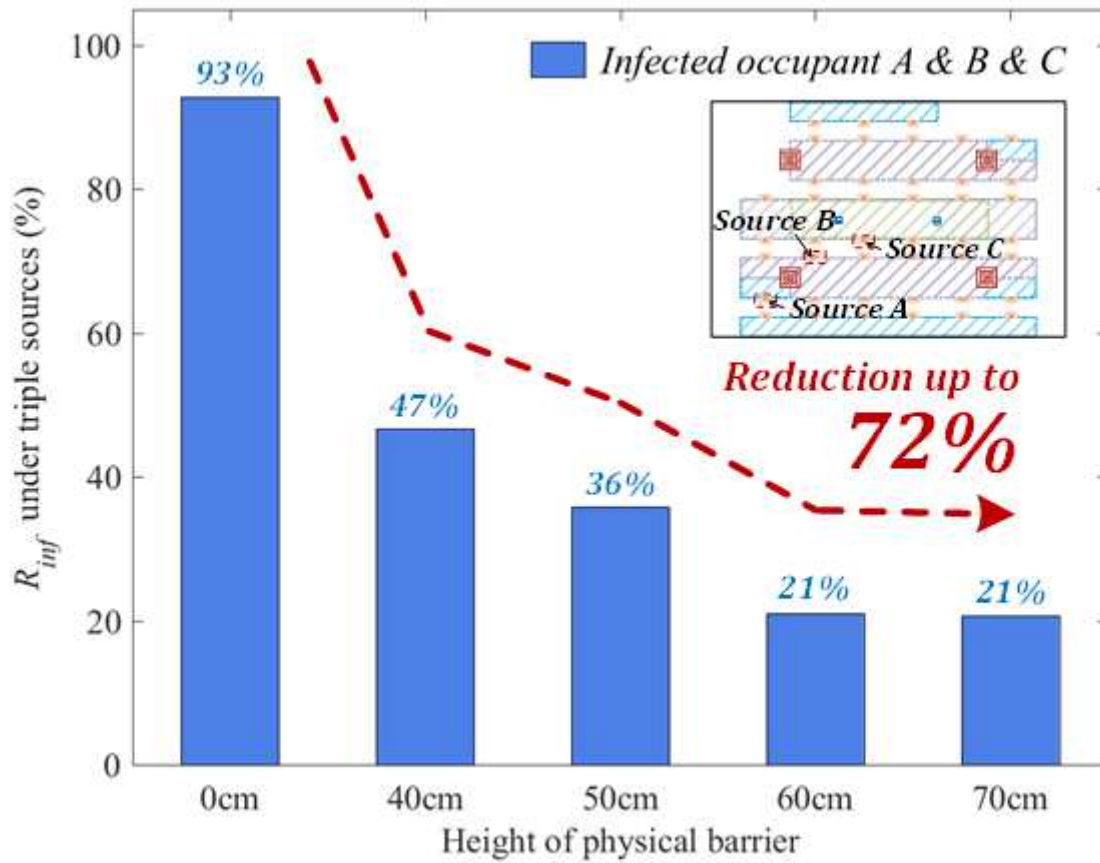 100
80
60
40
20
0
R_inf under triple sources (%)
93%
47%
36%
21%
21%
Infected occupant A & B & C
Source B
Source C
Source A
Reduction up to
72%
0cm
40cm
50cm
60cm
70cm
Height of physical barrier